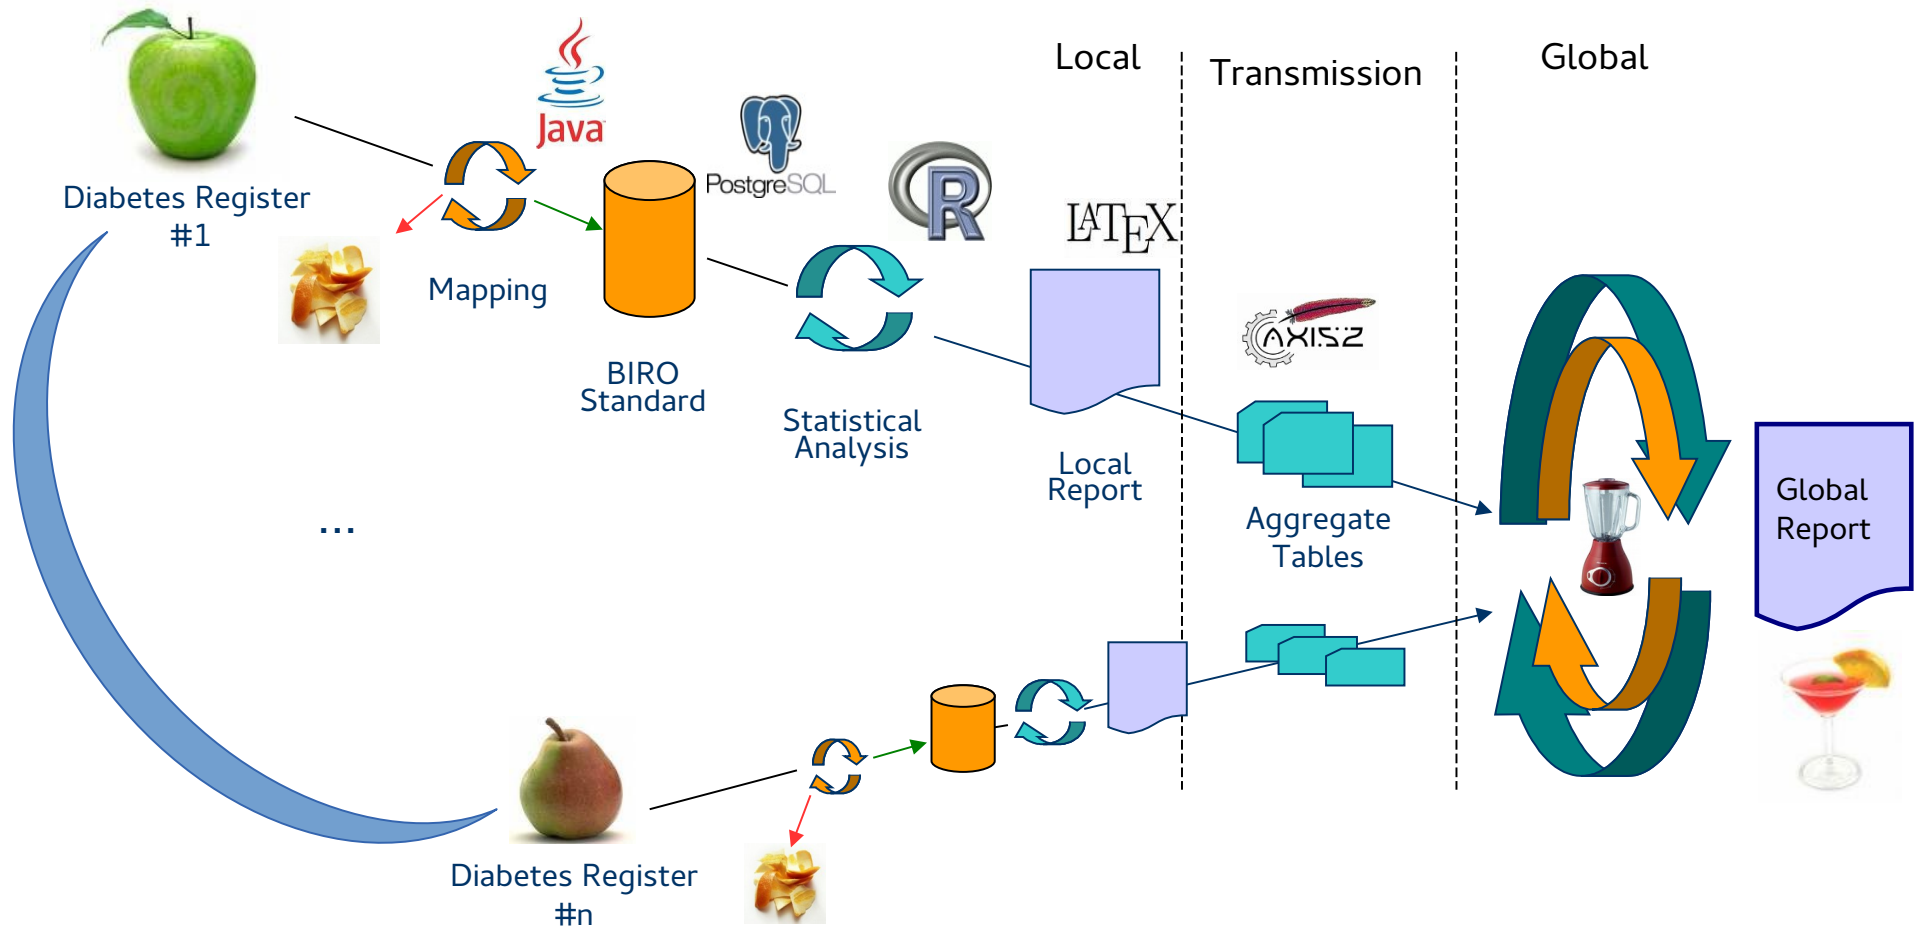 Local
Transmission
Global
Java
PostgreSQL
R
LATEX
Diabetes Register
#1
Mapping
BIRO
Standard
Statistical
Analysis
AXIS2
Local
Report
Aggregate
Tables
Global
Report
...
Diabetes Register
#n